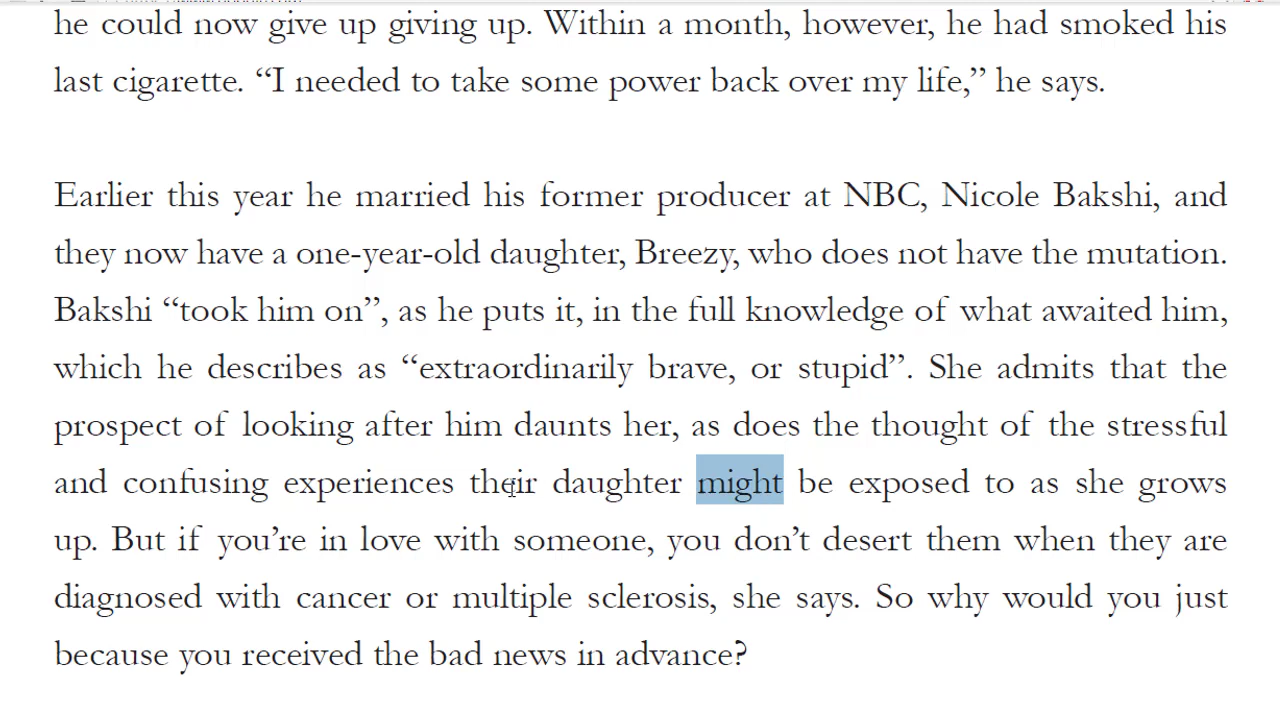 he could now give up giving up. Within a month, however, he had smoked his
last cigarette. “I needed to take some power back over my life,” he says.
Earlier this year he married his former producer at NBC, Nicole Bakshi, and
they now have a one-year-old daughter, Breezy, who does not have the mutation.
Bakshi “took him on”, as he puts it, in the full knowledge of what awaited him,
which he describes as “extraordinarily brave, or stupid”. She admits that the
prospect of looking after him daunts her, as does the thought of the stressful
and confusing experiences their daughter might be exposed to as she grows
up. But if you’re in love with someone, you don’t desert them when they are
diagnosed with cancer or multiple sclerosis, she says. So why would you just
because you received the bad news in advance?